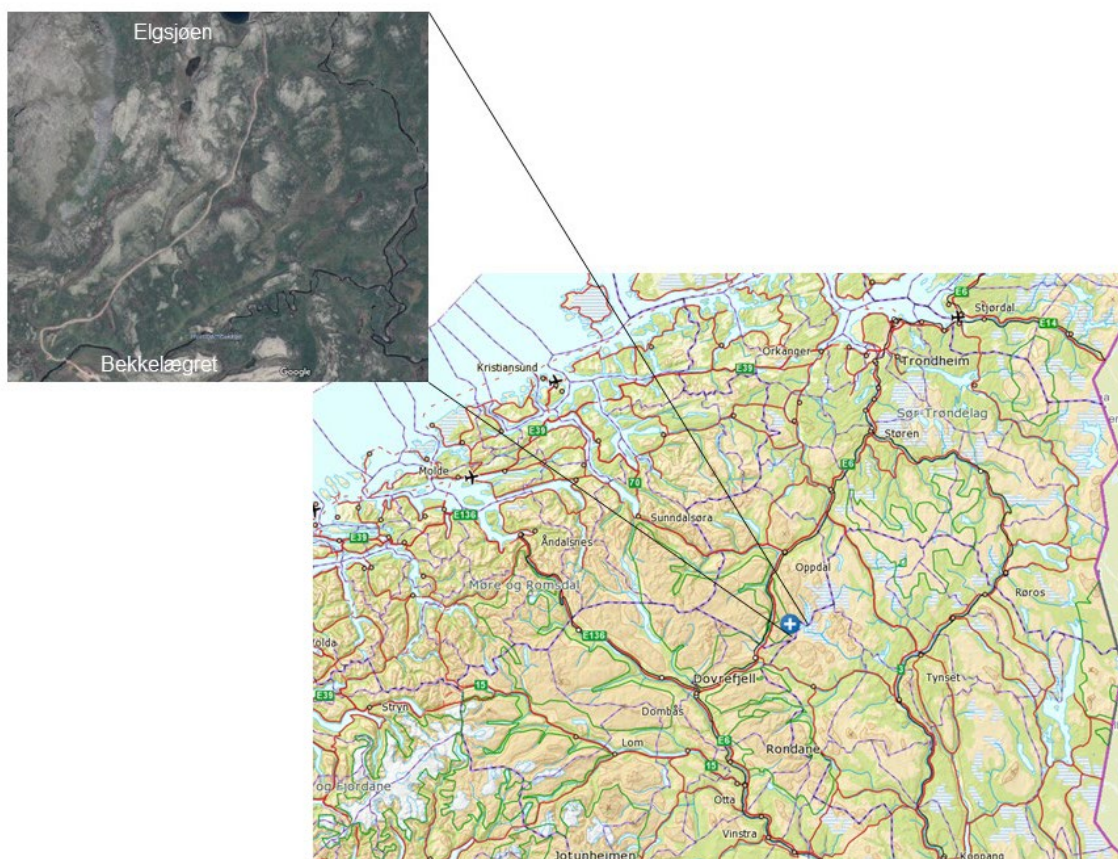 Elgsjøen
Bekkelægret
Google
E6
Stjørdal
E14
Orkanger
Trondheim
Kristiansund
E39
Sør Trøndelag
E39
Støren
Molde
70
E6
E136
Sunndalsøra
E39
Åndalsnes
Oppdal
Møre og Romsdal
Røros
E136
Dovrefjell
3
Tynset
E39
15
Stryn
Dombås
Lom
E6
Rondane
15
og Fjordane
Otta
Vinstra
Jotunheimen
Koppang